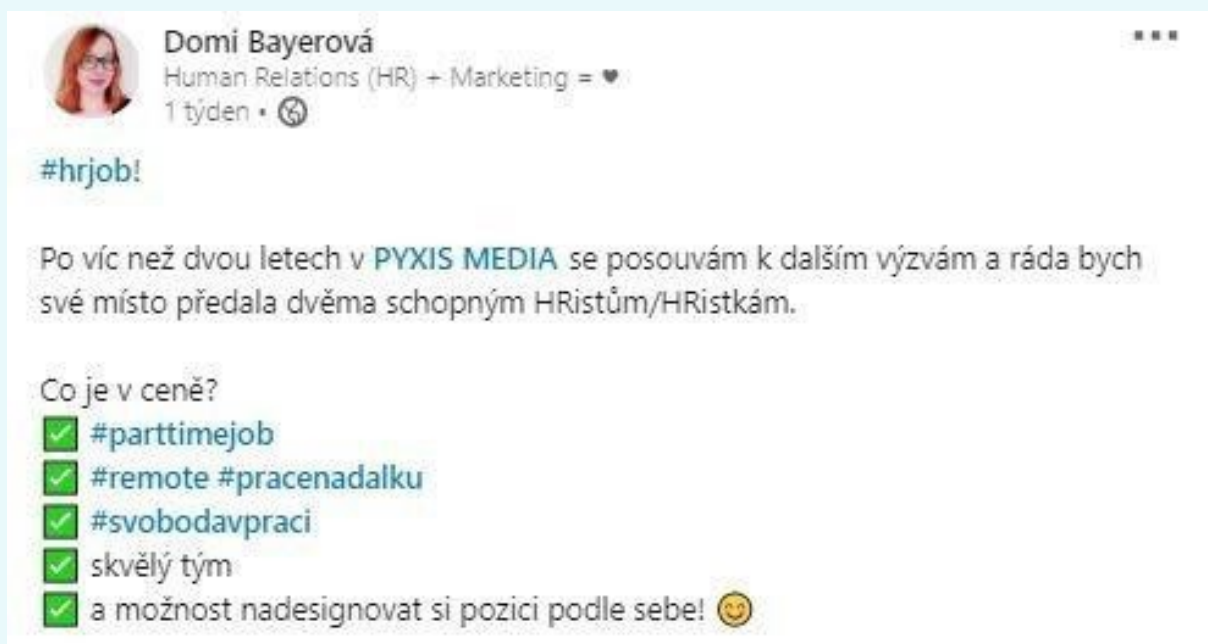 Domi Bayerová
Human Relations (HR) + Marketing = ♥
1 týden •
#hrjob!
Po víc než dvou letech v PYXIS MEDIA se posouvám k dalším výzvám a ráda bych
své místo předala dvěma schopným HRistům/HRistkám.
Co je v ceně?
✅ #parttimejob
✅ #remote #pracenadalku
✅ #svobodavpraci
✅ skvělý tým
✅ a možnost nadesignovat si pozici podle sebe! 😊